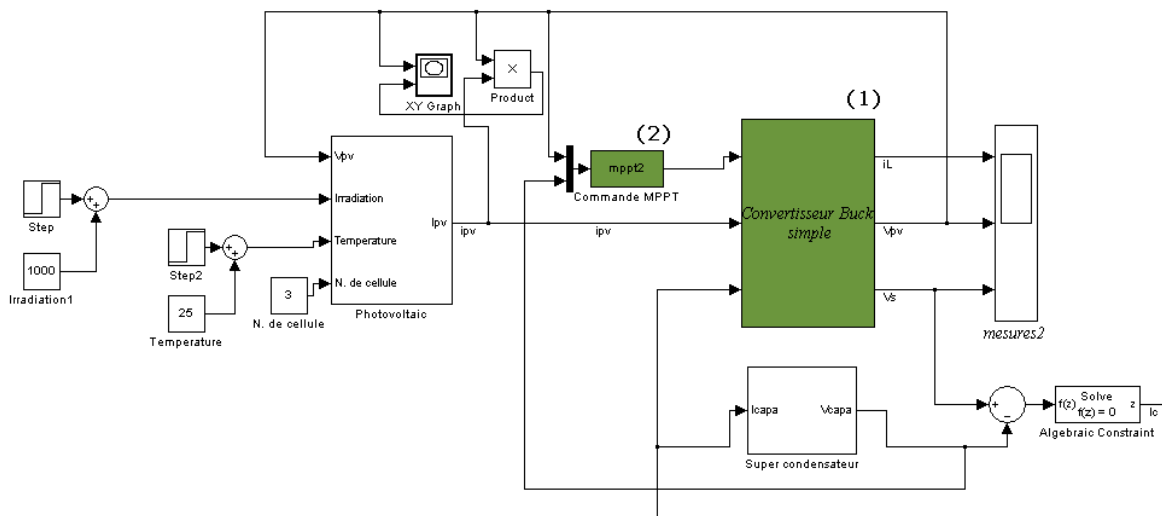 (1)
XY Graph
×
Product
(2)
Vpv
mppt2
iL
Commande MPPT
Irradiation
Step
Ipv
ipv
ipv
Convertisseur Buck
simple
Vpv
Temperature
1000
Step2
Irradiation1
N. de cellule
3
25
Photovoltaic
N. de cellule
Vs
Temperature
mesures2
Icapa
Vcapa
f(z)
Solve
f(z) = 0
z
Ic
Algebraic Constraint
Super condensateur